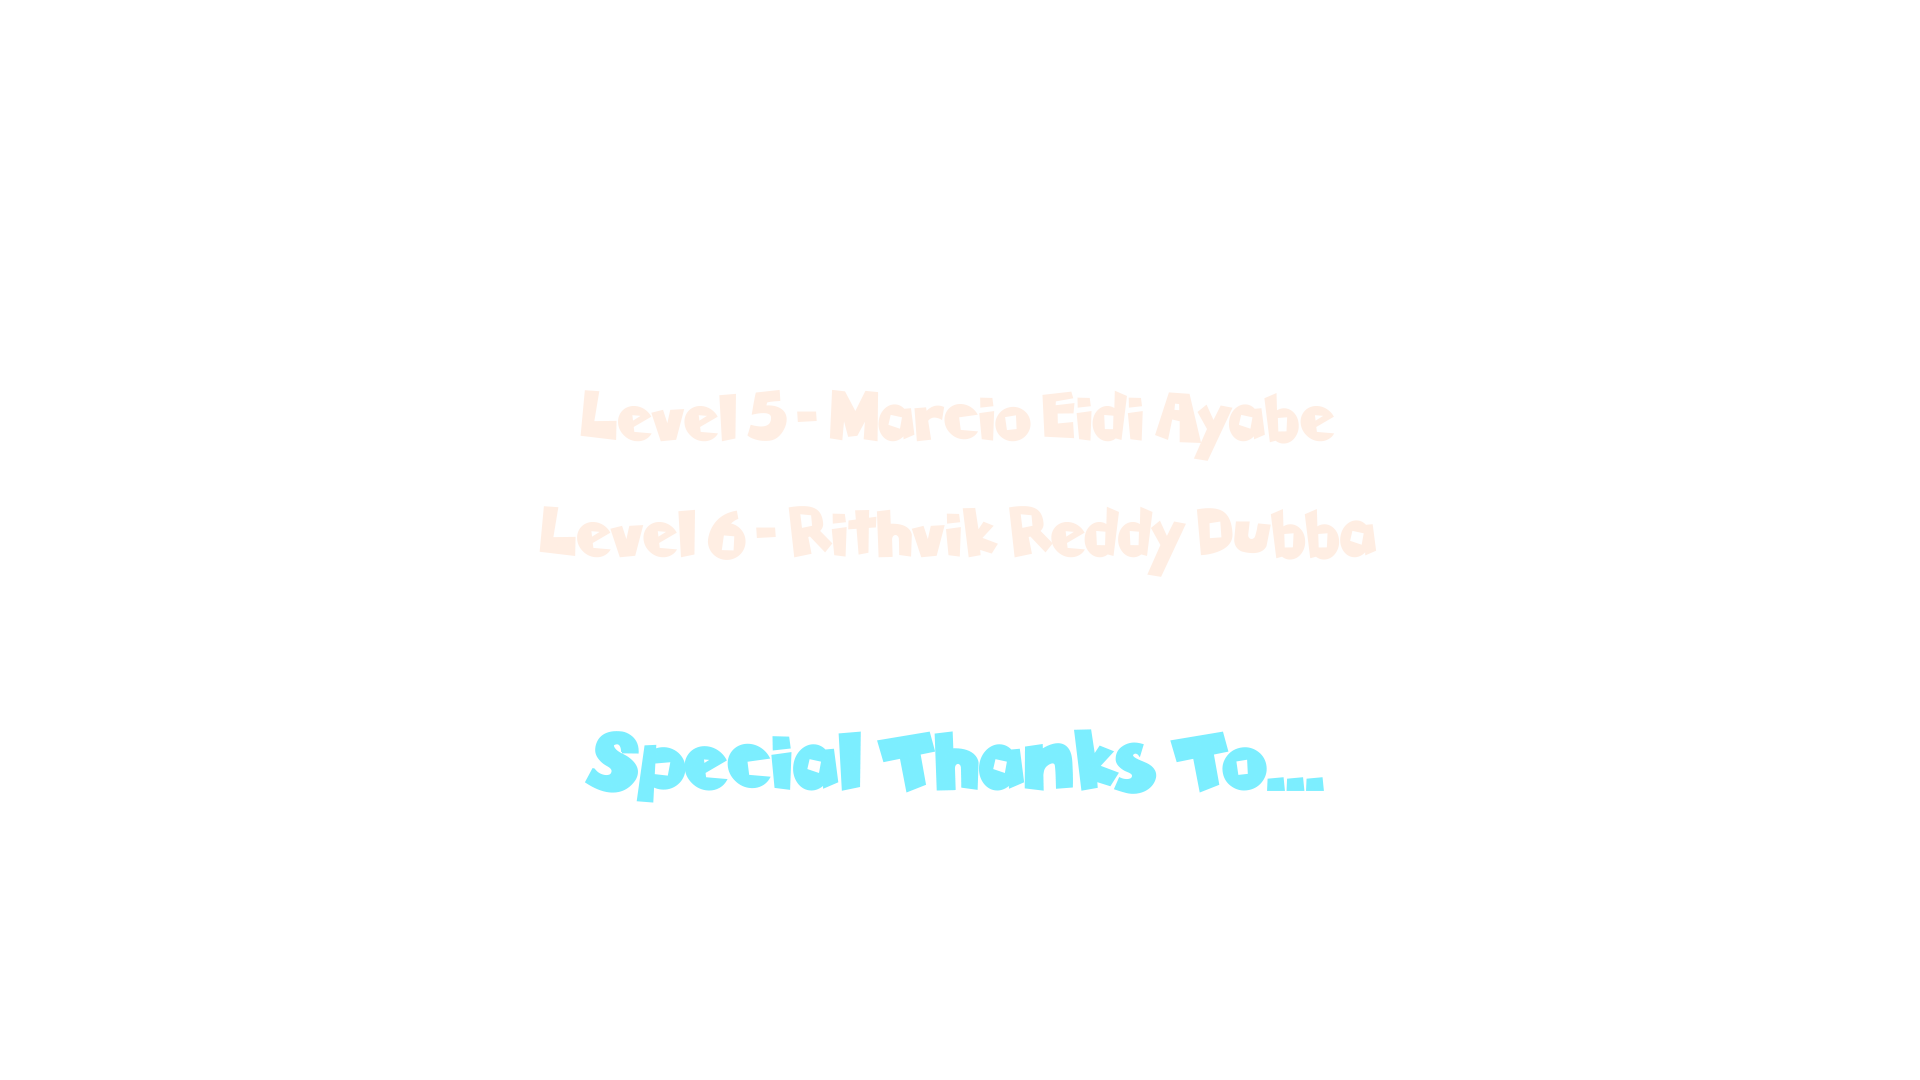 Level 5 - Marcio Eidi Ayabe
Level 6 - Rithvik Reddy Dubba
Special Thanks To...